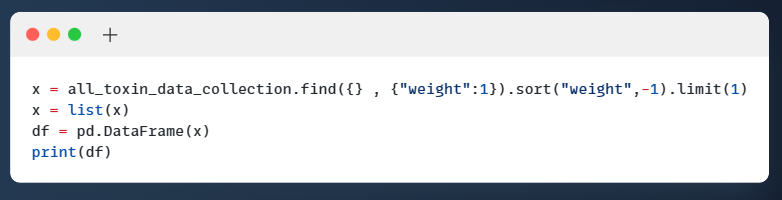 x = all_toxin_data_collection.find({} , {"weight":1}).sort("weight",-1).limit(1)
x = list(x)
df = pd.DataFrame(x)
print(df)